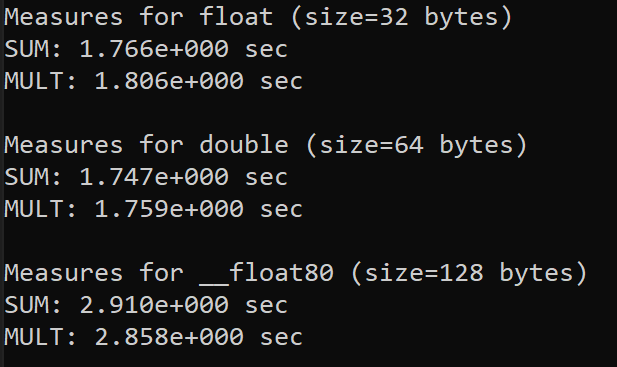 Measures for float (size=32 bytes)
SUM: 1.766e+000 sec
MULT: 1.806e+000 sec
Measures for double (size=64 bytes)
SUM: 1.747e+000 sec
MULT: 1.759e+000 sec
Measures for __float80 (size=128 bytes)
SUM: 2.910e+000 sec
MULT: 2.858e+000 sec